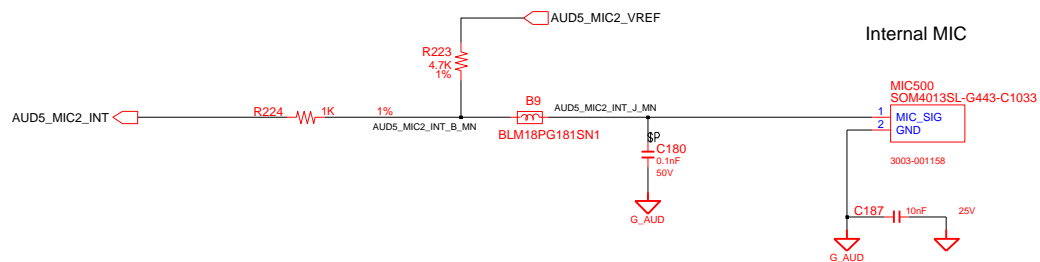 AUD5_MIC2_VREF
Internal MIC
R223
4.7K
1%
MIC500
SOM4013SL-G443-C1033
B9
AUD5_MIC2_INT_J_MN
AUD5_MIC2_INT
R224
1K
1%
1
MIC_SIG
AUD5_MIC2_INT_B_MN
2
GND
BLM18PG181SN1
$P
C180
0.1nF
50V
3003-001158
G_AUD
C187
10nF
25V
G_AUD